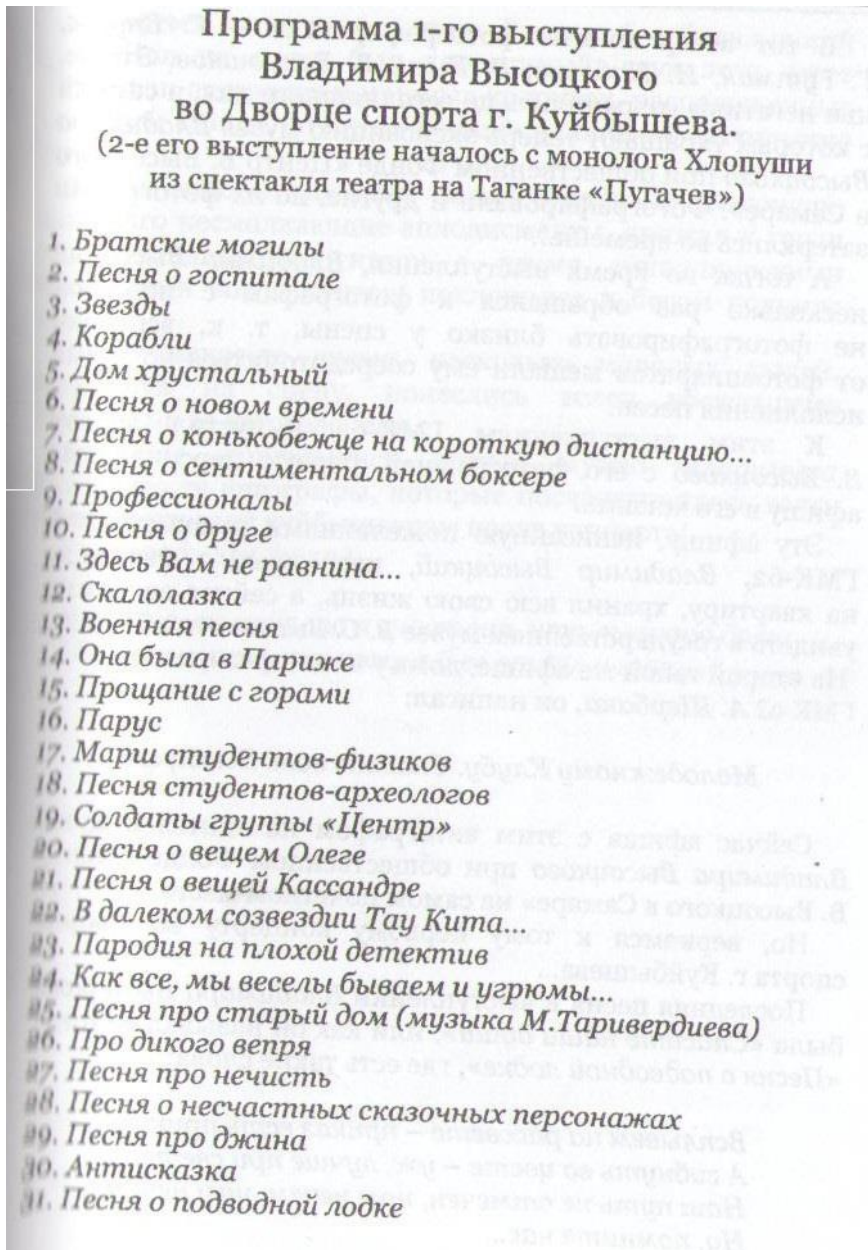 Программа 1-го выступления
Владимира Высоцкого
во Дворце спорта г. Куйбышева.
(2-е его выступление началось с монолога Хлопуши
из спектакля театра на Таганке «Пугачев»)
1. Братские могилы
2. Песня о госпитале
3. Звезды
4. Корабли
5. Дом хрустальный
6. Песня о новом времени
7. Песня о конькобежце на короткую дистанцию...
8. Песня о сентиментальном боксере
9. Профессионалы
10. Песня о друге
11. Здесь Вам не равнина...
12. Скалолазка
13. Военная песня
14. Она была в Париже
15. Прощание с горами
16. Парус
17. Марш студентов-физиков
18. Песня студентов-археологов
19. Солдаты группы «Центр»
20. Песня о вещем Олеге
21. Песня о вещей Кассандре
22. В далеком созвездии Тау Кита...
23. Пародия на плохой детектив
24. Как все, мы веселы бываем и угрюмы...
25. Песня про старый дом (музыка М.Таривердиева)
26. Про дикого вепря
27. Песня про нечисть
28. Песня о несчастных сказочных персонажах
29. Песня про джина
30. Антисказка
31. Песня о подводной лодке